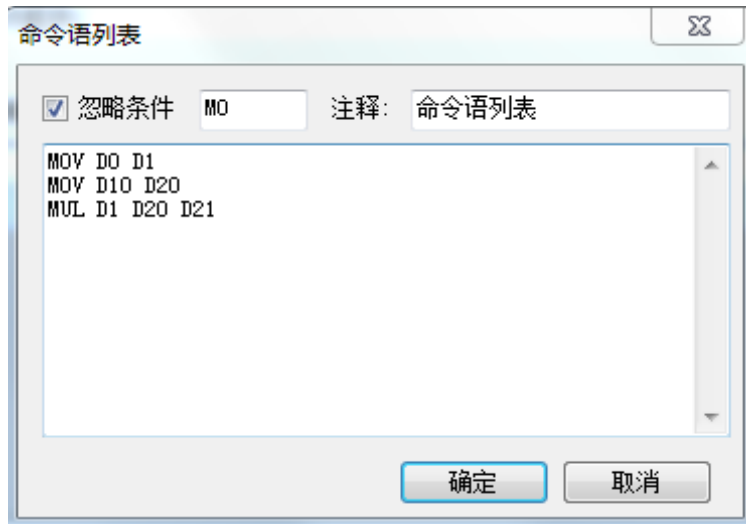 命令语列表
忽略条件 M0 注释: 命令语列表
MOV D0 D1
MOV D10 D20
MUL D1 D20 D21
确定 取消